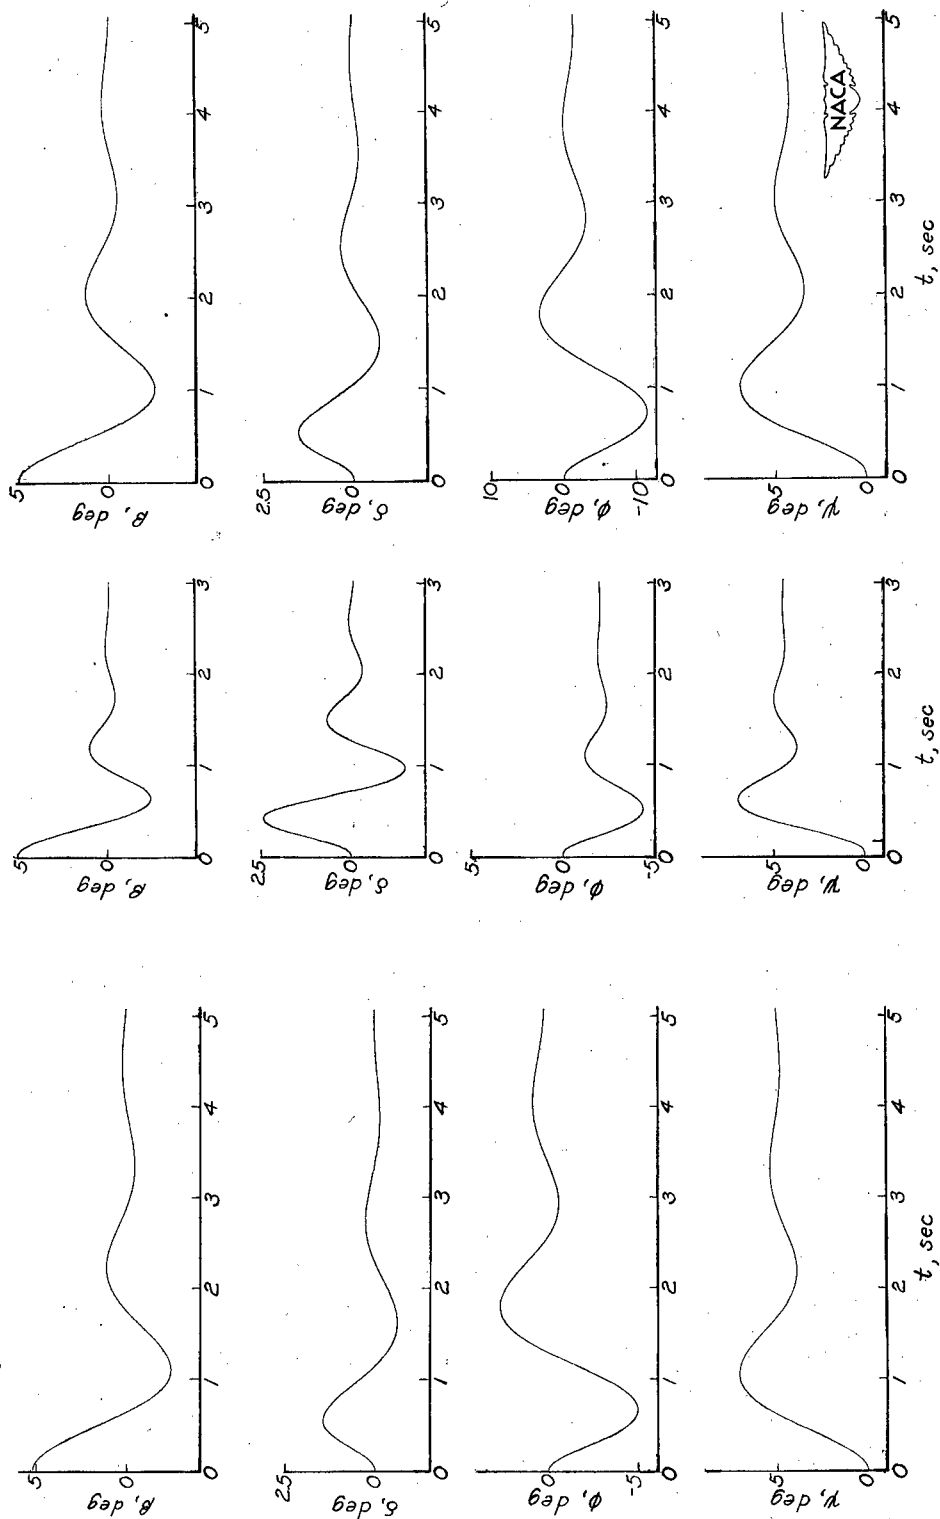 β, deg
5
0
0 1 2 3 4 5
δ, deg
2.5
0
0 1 2 3 4 5
φ, deg
0
-5
0 1 2 3 4 5
ψ, deg
5
0
0 1 2 3 4 5
t, sec
β, deg
5
0
0 1 2 3
δ, deg
2.5
0
0 1 2 3
φ, deg
5
0
-5
0 1 2 3
ψ, deg
5
0
0 1 2 3
t, sec
β, deg
5
0
0 1 2 3 4 5
δ, deg
2.5
0
0 1 2 3 4 5
φ, deg
10
0
-10
0 1 2 3 4 5
ψ, deg
5
0
0 1 2 3 4 5
t, sec
NACA